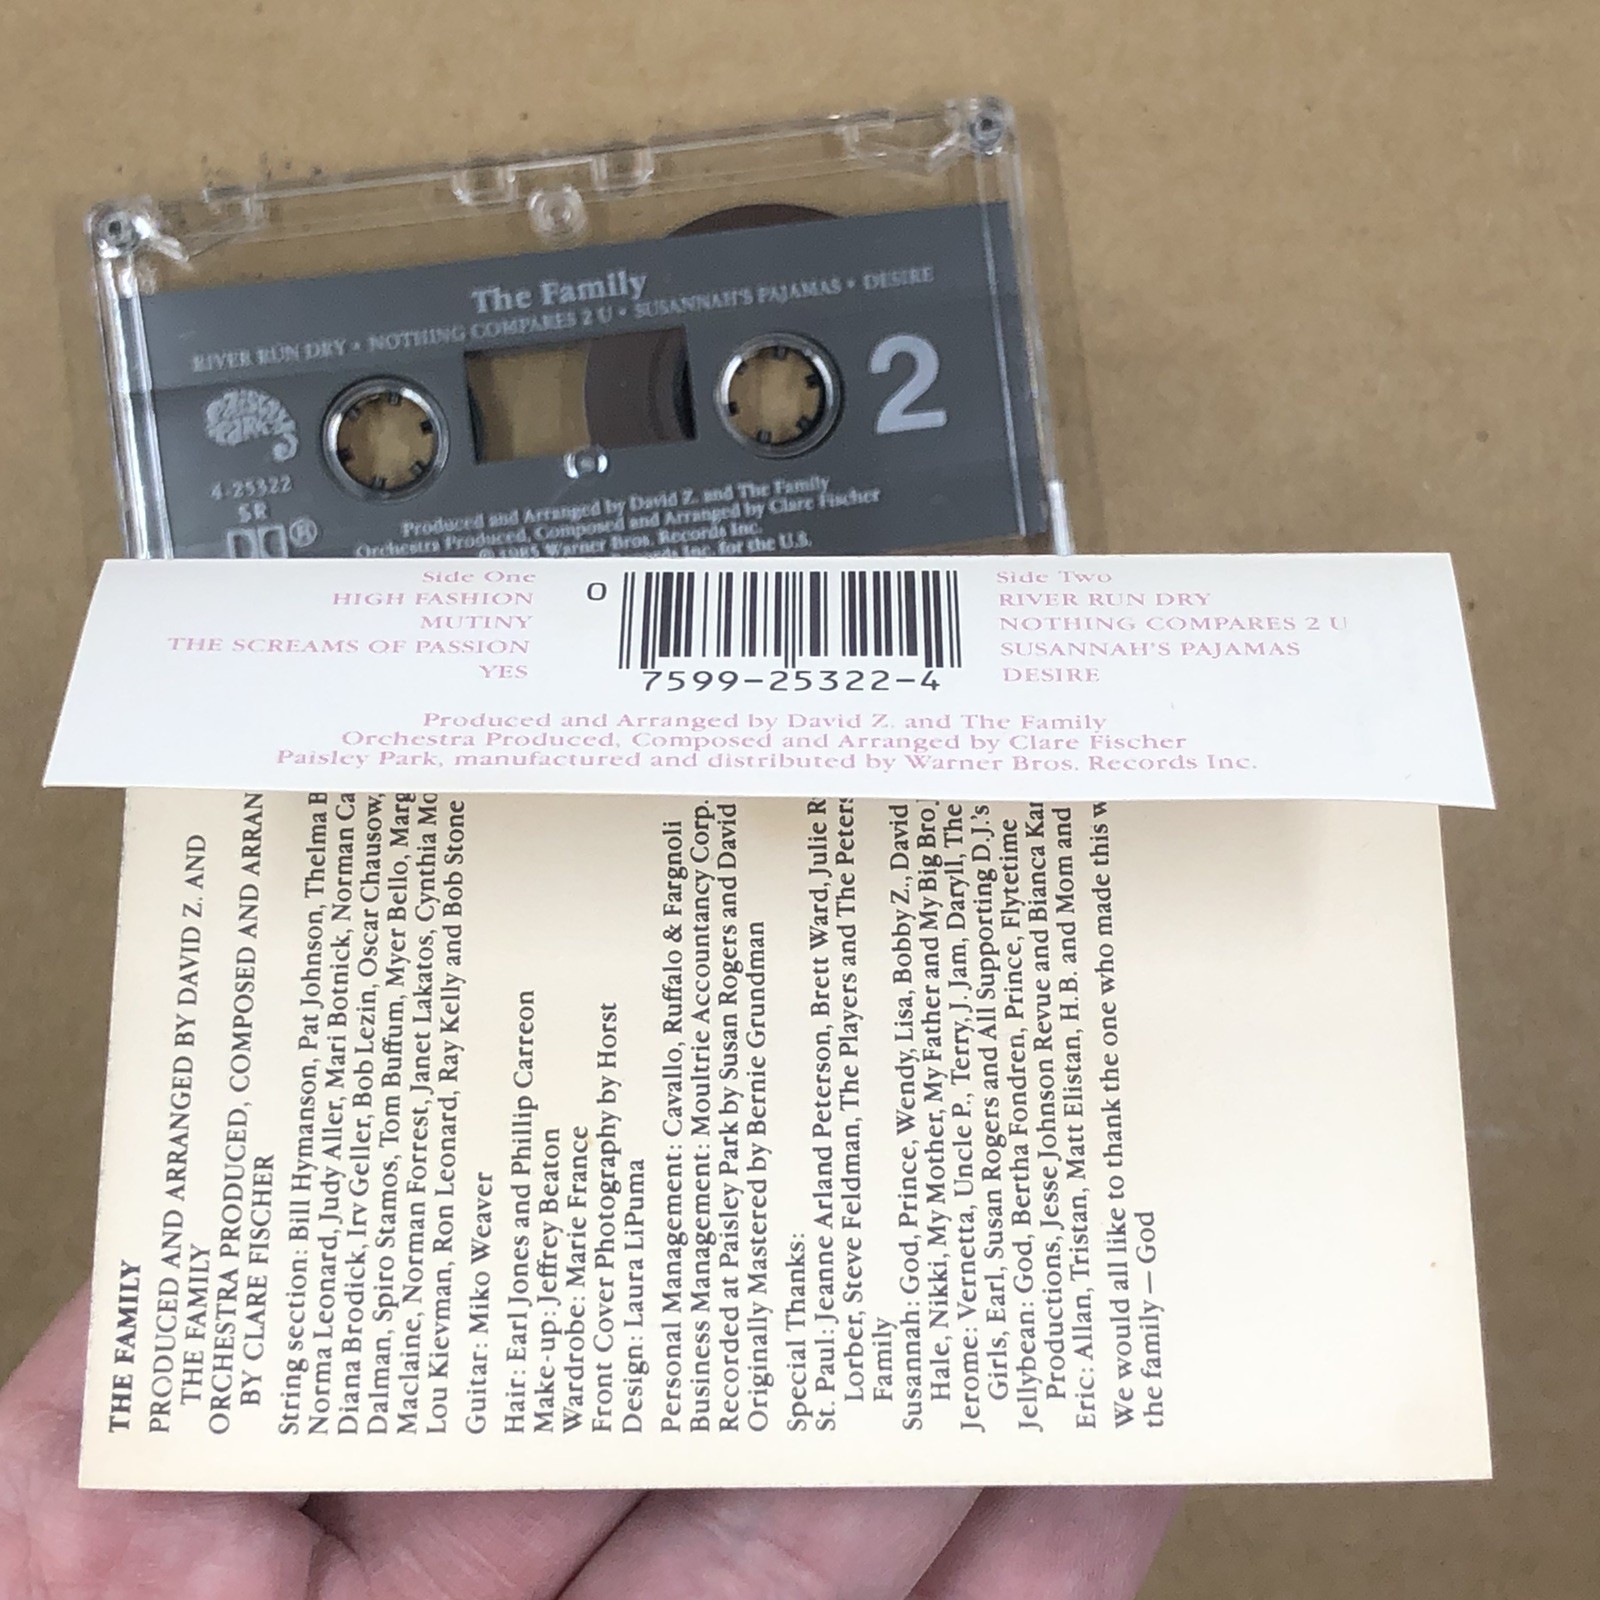 The Family
RIVER RUN DRY • NOTHING COMPARES 2 U • SUSANNAH'S PAJAMAS • DESIRE
PAISLEY PARK
2
4-25322
SR
®
Produced and Arranged by David Z. and The Family
Orchestra Produced, Composed and Arranged by Clare Fischer
℗ 1985 Warner Bros. Records Inc.
Inc. for the U.S.
Side One
HIGH FASHION
MUTINY
THE SCREAMS OF PASSION
YES
0
7599-25322-4
Side Two
RIVER RUN DRY
NOTHING COMPARES 2 U
SUSANNAH'S PAJAMAS
DESIRE
Produced and Arranged by David Z. and The Family
Orchestra Produced, Composed and Arranged by Clare Fischer
Paisley Park, manufactured and distributed by Warner Bros. Records Inc.
THE FAMILY
PRODUCED AND ARRANGED BY DAVID Z. AND
THE FAMILY
ORCHESTRA PRODUCED, COMPOSED AND ARRAN
BY CLARE FISCHER
String section: Bill Hymanson, Pat Johnson, Thelma B
Norma Leonard, Judy Aller, Mari Botnick, Norman Ca
Diana Brodick, Irv Geller, Bob Lezin, Oscar Chausow,
Dalman, Spiro Stamos, Tom Buffum, Myer Bello, Marg
Maclaine, Norman Forrest, Janet Lakatos, Cynthia Mo
Lou Kievman, Ron Leonard, Ray Kelly and Bob Stone
Guitar: Miko Weaver
Hair: Earl Jones and Phillip Carreon
Make-up: Jeffrey Beaton
Wardrobe: Marie France
Front Cover Photography by Horst
Design: Laura LiPuma
Personal Management: Cavallo, Ruffalo & Fargnoli
Business Management: Moultrie Accountancy Corp.
Recorded at Paisley Park by Susan Rogers and David
Originally Mastered by Bernie Grundman
Special Thanks:
St. Paul: Jeanne Arland Peterson, Brett Ward, Julie R
Lorber, Steve Feldman, The Players and The Peters
Family
Susannah: God, Prince, Wendy, Lisa, Bobby Z., David
Hale, Nikki, My Mother, My Father and My Big Bro
Jerome: Vernetta, Uncle P., Terry, J. Jam, Daryll, The
Girls, Earl, Susan Rogers and All Supporting D.J.'s
Jellybean: God, Bertha Fondren, Prince, Flytetime
Productions, Jesse Johnson Revue and Bianca Kar
Eric: Allan, Tristan, Matt Elistan, H.B. and Mom and
We would all like to thank the one who made this w
the family—God